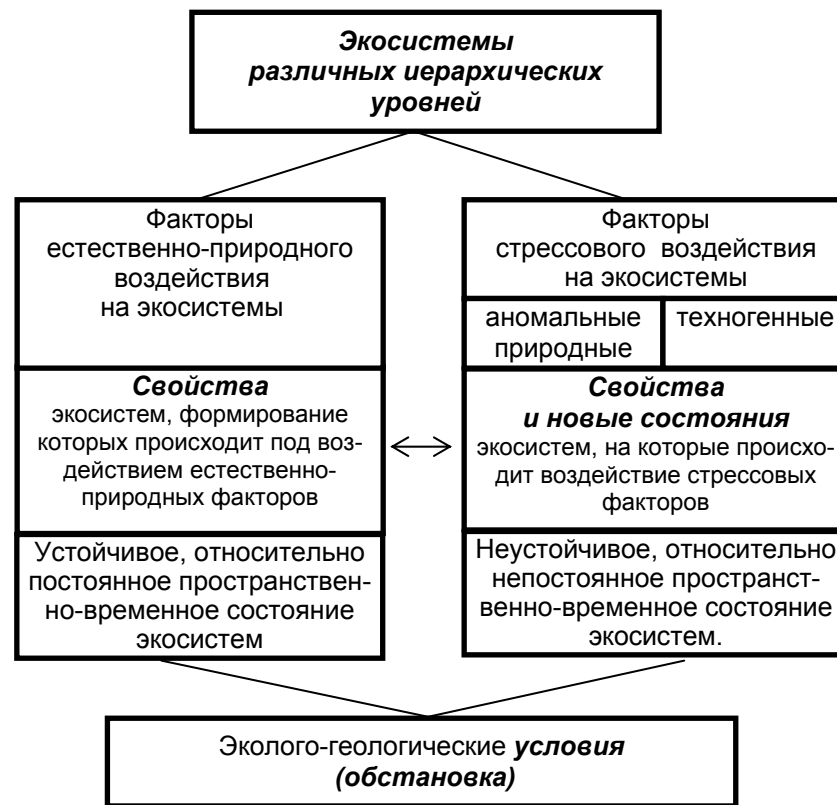 Экосистемы
различных иерархических
уровней
Факторы
естественно-природного
воздействия
на экосистемы
Свойства
экосистем, формирование
которых происходит под воз-
действием естественно-
природных факторов
Устойчивое, относительно
постоянное пространствен-
но-временное состояние
экосистем
Факторы
стрессового воздействия
на экосистемы
аномальные
природные
техногенные
Свойства
и новые состояния
экосистем, на которые происхо-
дит воздействие стрессовых
факторов
Неустойчивое, относительно
непостоянное пространст-
венно-временное состояние
экосистем.
Эколого-геологические условия
(обстановка)